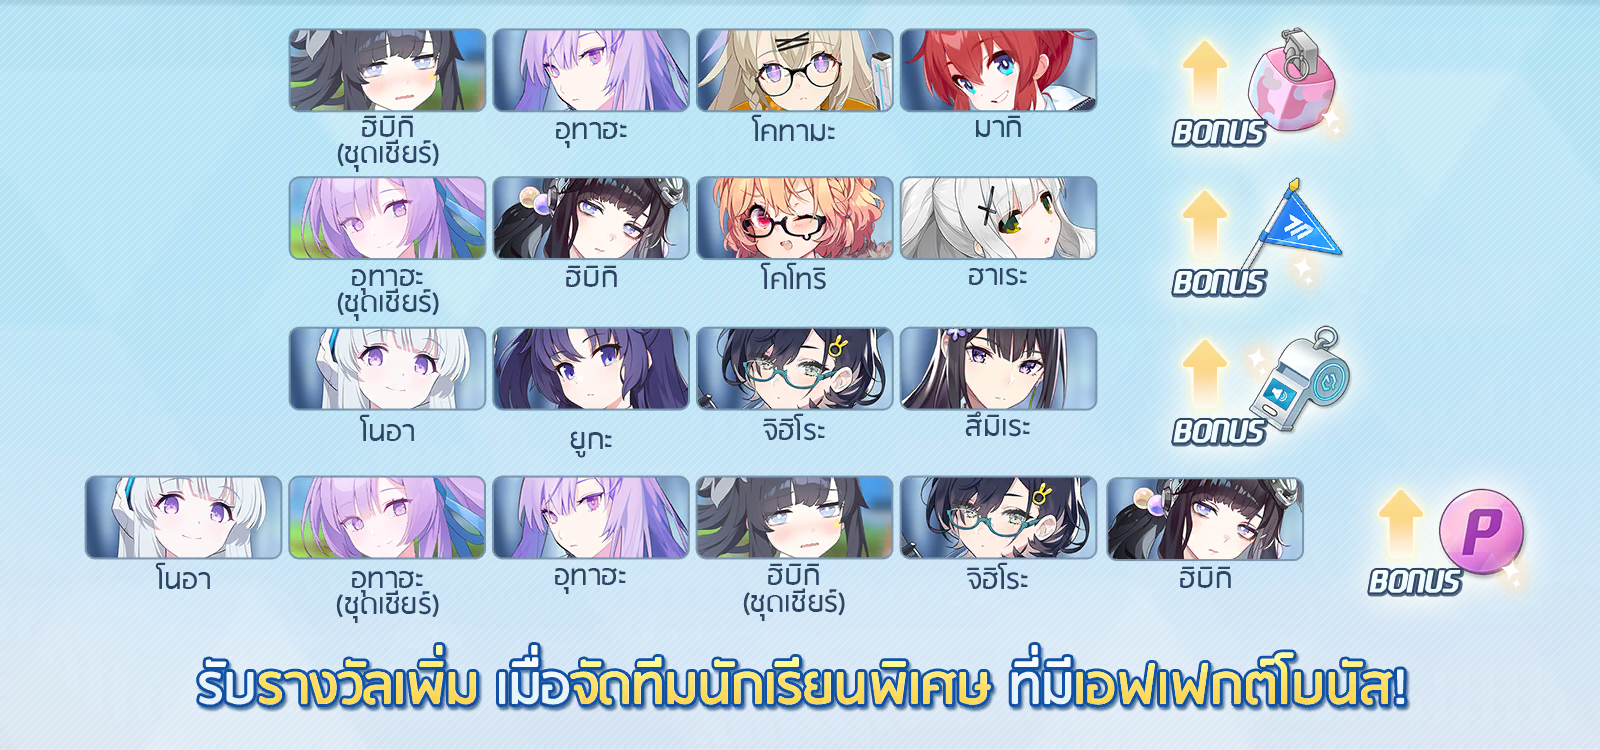 ฮิบิกิ อุทาฮะ โคทามะ มากิ
(ชุดเชียร์)
BONUS
อุทาฮะ ฮิบิกิ โคโทริ ฮาเระ
(ชุดเชียร์)
BONUS
โนอา ยูกะ จิฮิโระ สึมิเระ
BONUS
โนอา อุทาฮะ อุทาฮะ ฮิบิกิ จิฮิโระ ฮิบิกิ
(ชุดเชียร์) (ชุดเชียร์)
P
BONUS
รับรางวัลเพิ่ม เมื่อจัดทีมนักเรียนพิเศษ ที่มีเอฟเฟกต์โบนัส!